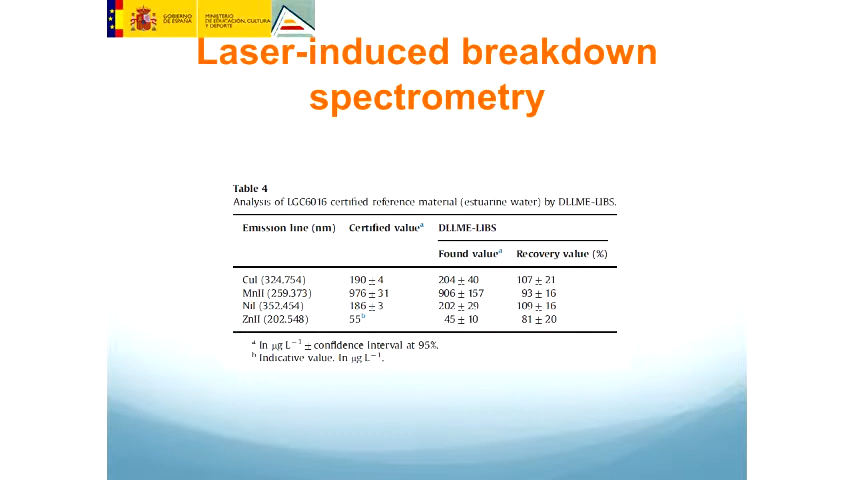 GOBIERNO
DE ESPAÑA
MINISTERIO
DE EDUCACIÓN, CULTURA
Y DEPORTE
Laser-induced breakdown
spectrometry
Table 4
Analysis of LGC6016 certified reference material (estuarine water) by DLLME-LIBS.
Emission line (nm) Certified valueᵃ DLLME-LIBS
Found valueᵃ Recovery value (%)
CuI (324.754) 190 ± 4 204 ± 40 107 ± 21
MnII (259.373) 976 ± 31 906 ± 157 93 ± 16
NiI (352.454) 186 ± 3 202 ± 29 109 ± 16
ZnII (202.548) 55ᵇ 45 ± 10 81 ± 20
ᵃ In μg L⁻¹ ± confidence interval at 95%.
ᵇ Indicative value. In μg L⁻¹.